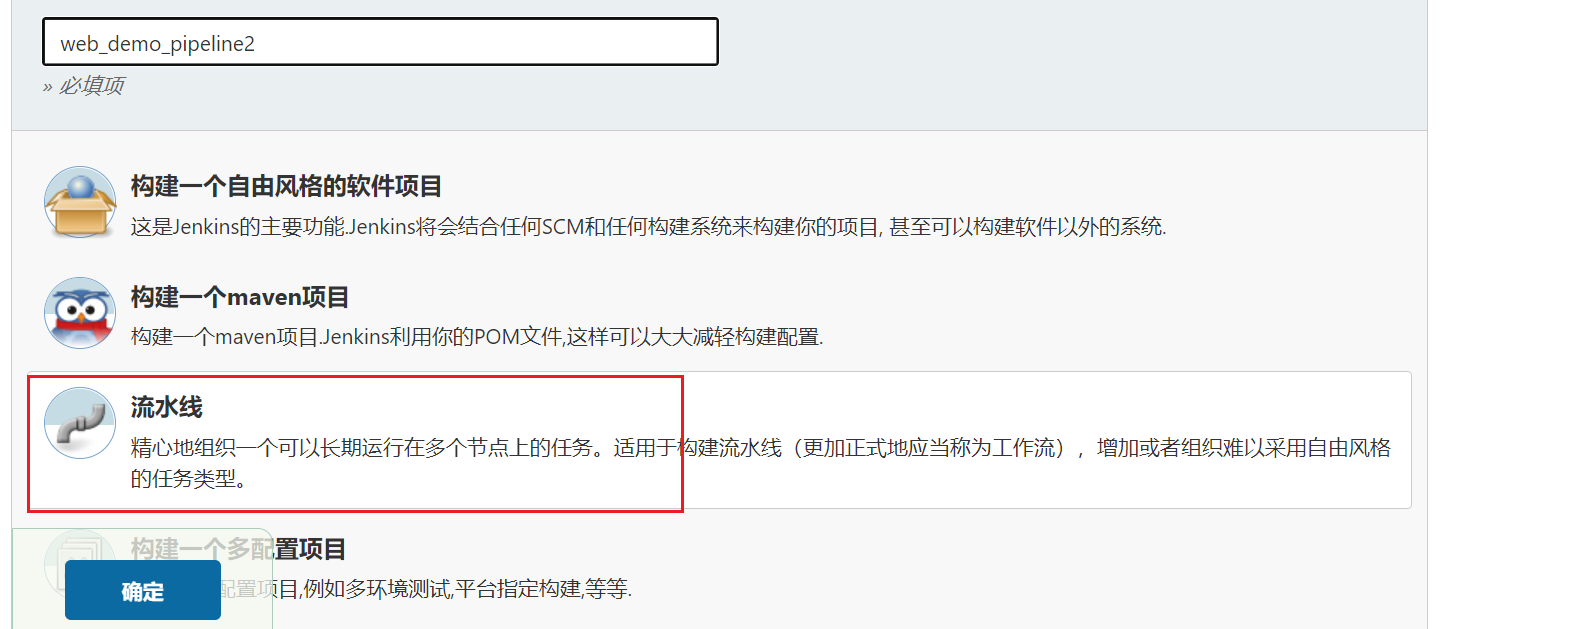 web_demo_pipeline2
» 必填项
构建一个自由风格的软件项目
这是Jenkins的主要功能.Jenkins将会结合任何SCM和任何构建系统来构建你的项目, 甚至可以构建软件以外的系统.
构建一个maven项目
构建一个maven项目.Jenkins利用你的POM文件,这样可以大大减轻构建配置.
流水线
精心地组织一个可以长期运行在多个节点上的任务。适用于构建流水线（更加正式地应当称为工作流），增加或者组织难以采用自由风格
的任务类型。
构建一个多配置项目
配置项目,例如多环境测试,平台指定构建,等等.
确定